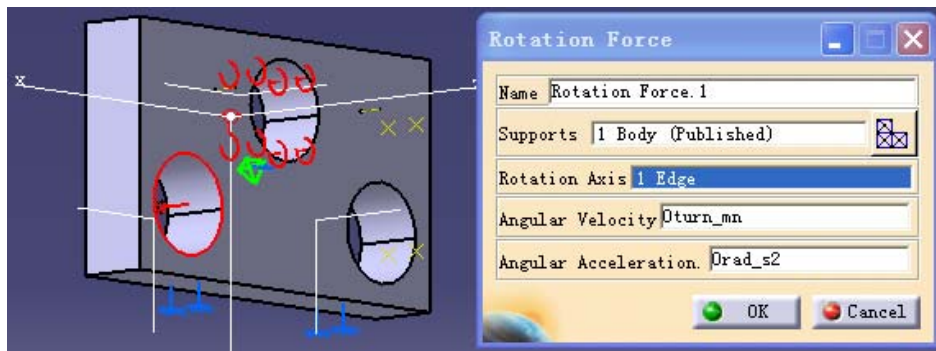 x
Rotation Force
Name Rotation Force.1
Supports 1 Body (Published)
Rotation Axis 1 Edge
Angular Velocity 0turn_mn
Angular Acceleration. 0rad_s2
OK Cancel